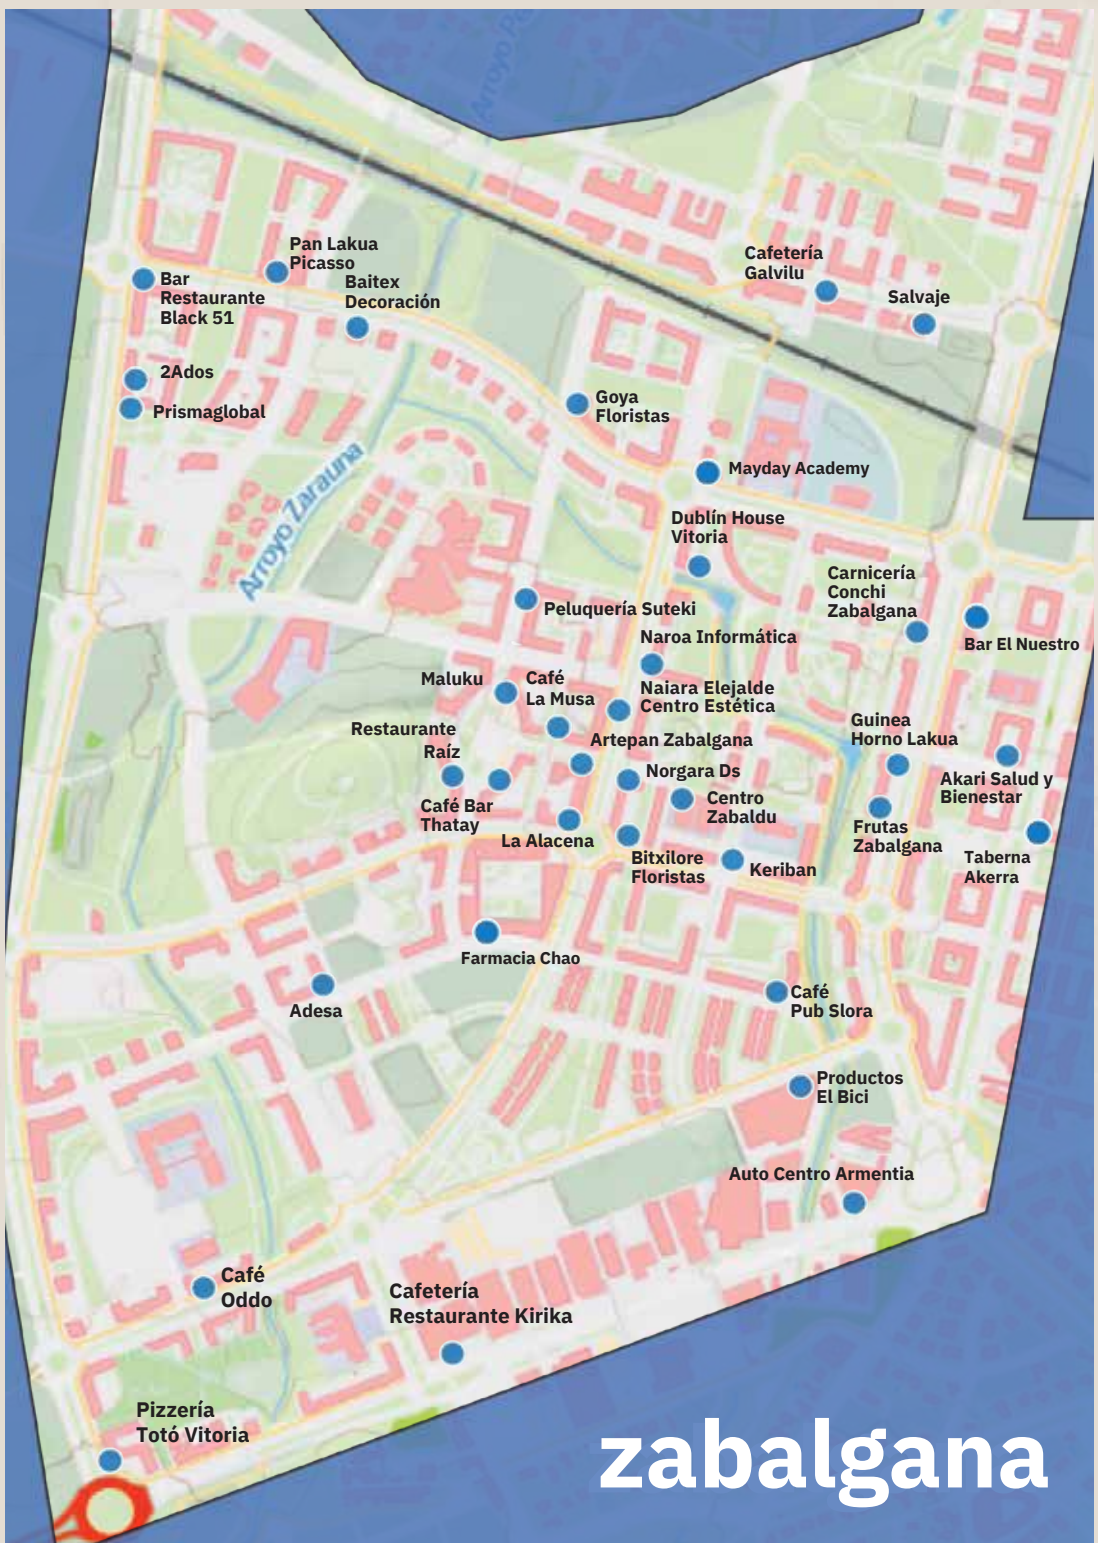 Arroyo Pe
Pan Lakua
Picasso
Bar
Restaurante
Black 51
Baitex
Decoración
Cafetería
Galvilu
Salvaje
2Ados
Prismaglobal
Goya
Floristas
Mayday Academy
Arroyo Zarauna
Dublín House
Vitoria
Carnicería
Conchi
Zabalgana
Peluquería Suteki
Bar El Nuestro
Naroa Informática
Maluku
Café
La Musa
Naiara Elejalde
Centro Estética
Restaurante
Raíz
Artepan Zabalgana
Guinea
Horno Lakua
Norgara Ds
Akari Salud y
Bienestar
Café Bar
Thatay
Centro
Zabaldu
La Alacena
Frutas
Zabalgana
Bitxilore
Floristas
Keriban
Taberna
Akerra
Farmacia Chao
Adesa
Café
Pub Slora
Productos
El Bici
Auto Centro Armentia
Café
Oddo
Cafetería
Restaurante Kirika
Pizzería
Totó Vitoria
zabalgana